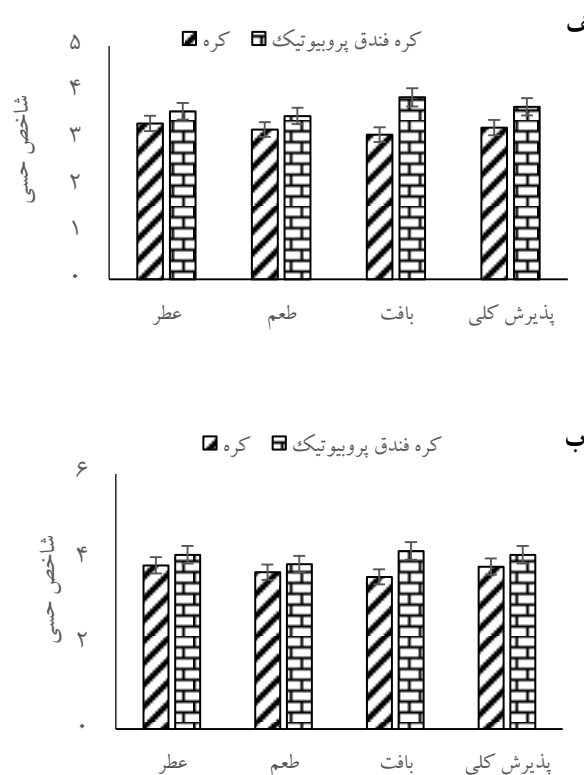 ف
کره  کره فندق پروبیوتیک
شاخص حسی
۵
۴
۳
۲
۱
۰
عطر  طعم  بافت  پذیرش کلی
ب
کره  کره فندق پروبیوتیک
شاخص حسی
۶
۴
۲
۰
عطر  طعم  بافت  پذیرش کلی